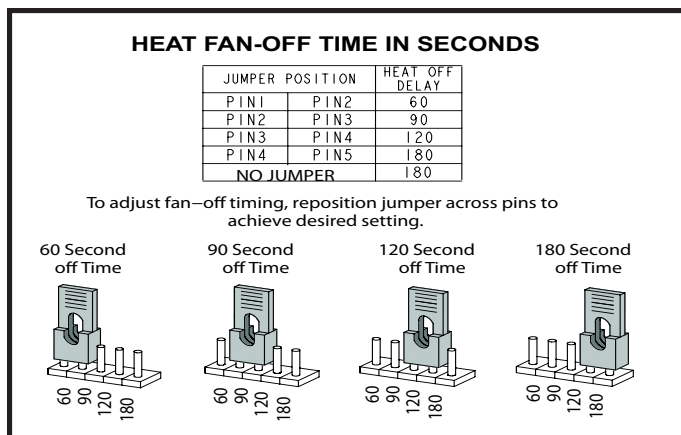 HEAT FAN-OFF TIME IN SECONDS
JUMPER POSITION HEAT OFF DELAY
PIN1 PIN2 60
PIN2 PIN3 90
PIN3 PIN4 120
PIN4 PIN5 180
NO JUMPER 180
To adjust fan–off timing, reposition jumper across pins to
achieve desired setting.
60 Second
off Time
90 Second
off Time
120 Second
off Time
180 Second
off Time
60 90 120 180
60 90 120 180
60 90 120 180
60 90 120 180